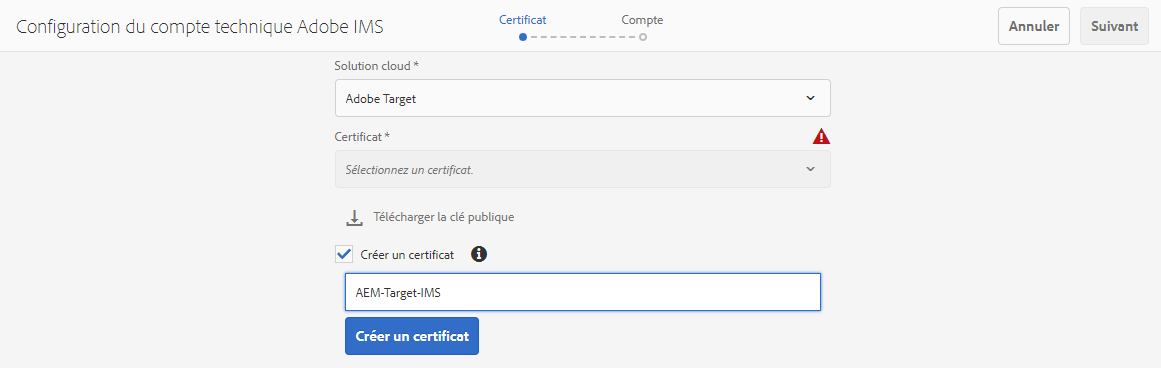 Configuration du compte technique Adobe IMS
Certificat
Compte
Annuler
Suivant
Solution cloud *
Adobe Target
Certificat *
Sélectionnez un certificat.
Télécharger la clé publique
Créer un certificat
AEM-Target-IMS
Créer un certificat